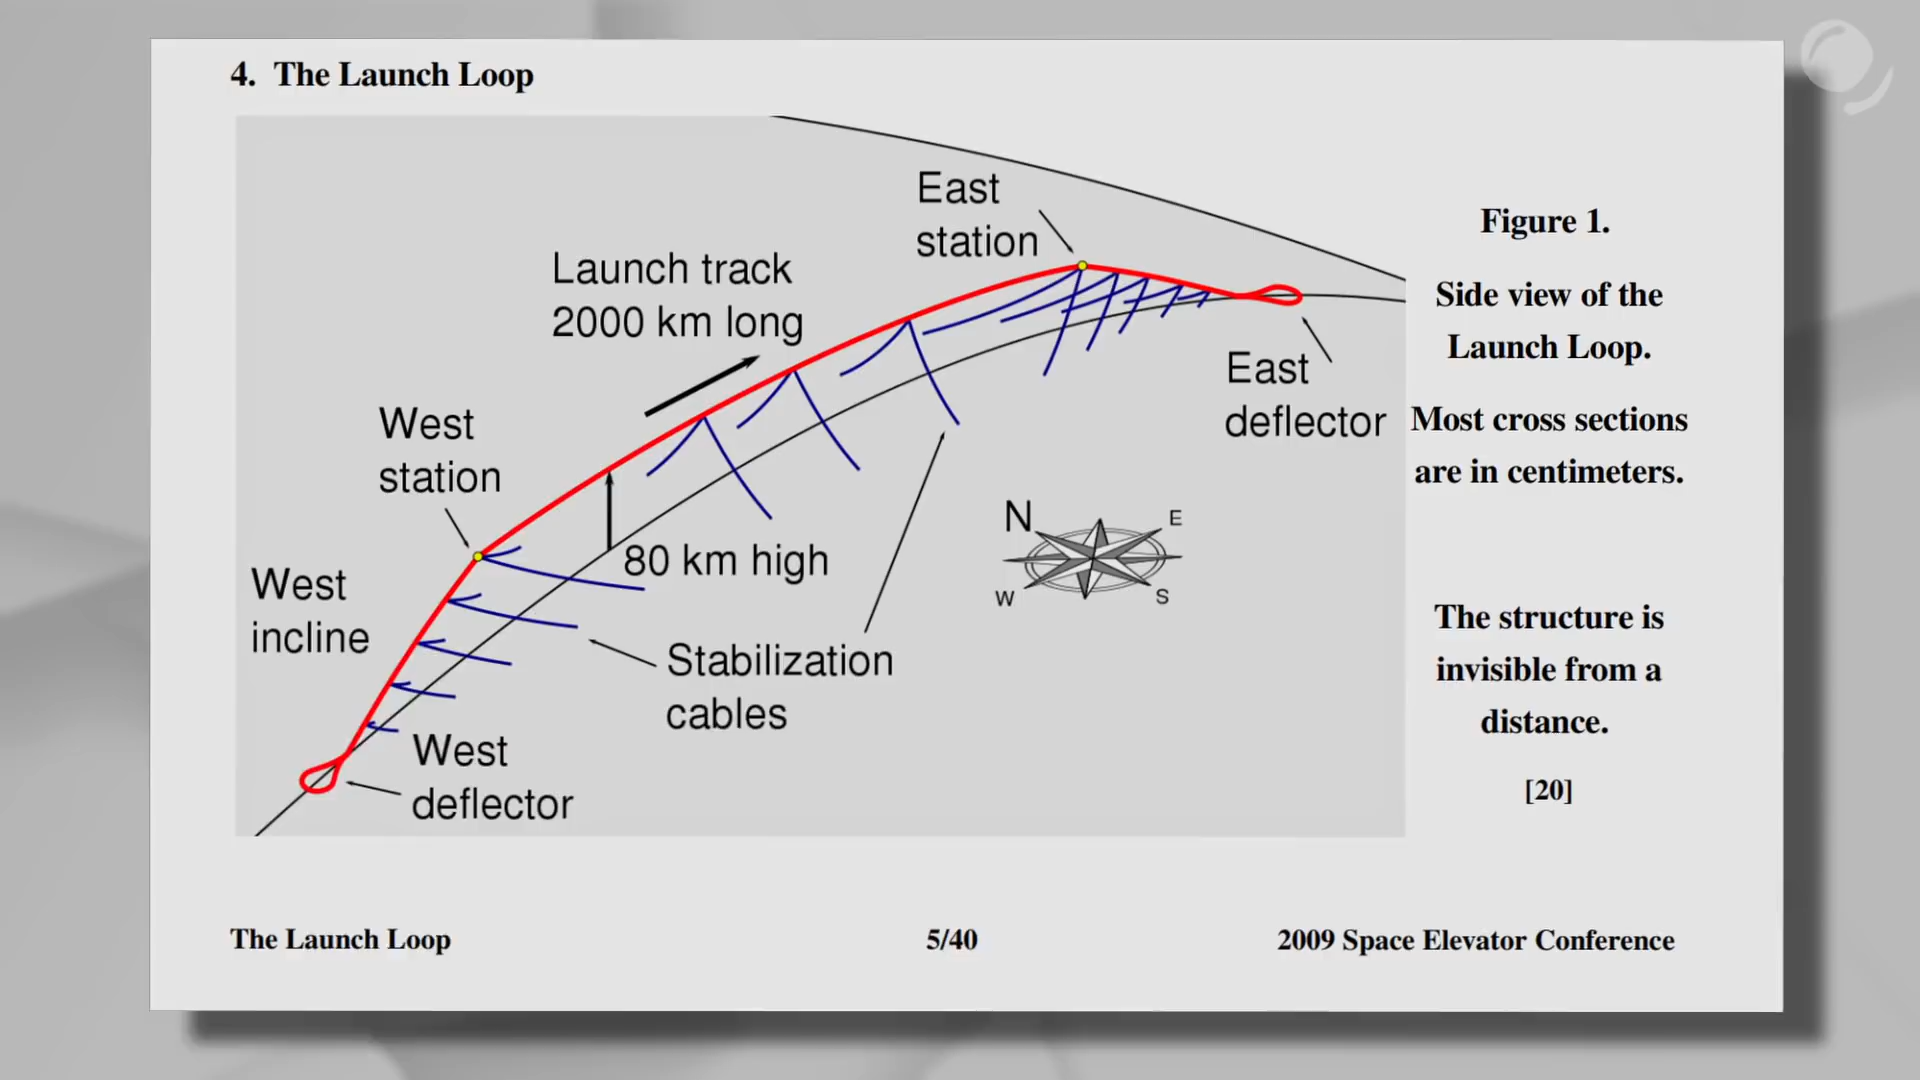 4. The Launch Loop
East
station
Launch track
2000 km long
West
station
80 km high
West
incline
East
deflector
N
E
W
S
Stabilization
cables
West
deflector
Figure 1.
Side view of the
Launch Loop.
Most cross sections
are in centimeters.
The structure is
invisible from a
distance.
[20]
The Launch Loop
5/40
2009 Space Elevator Conference